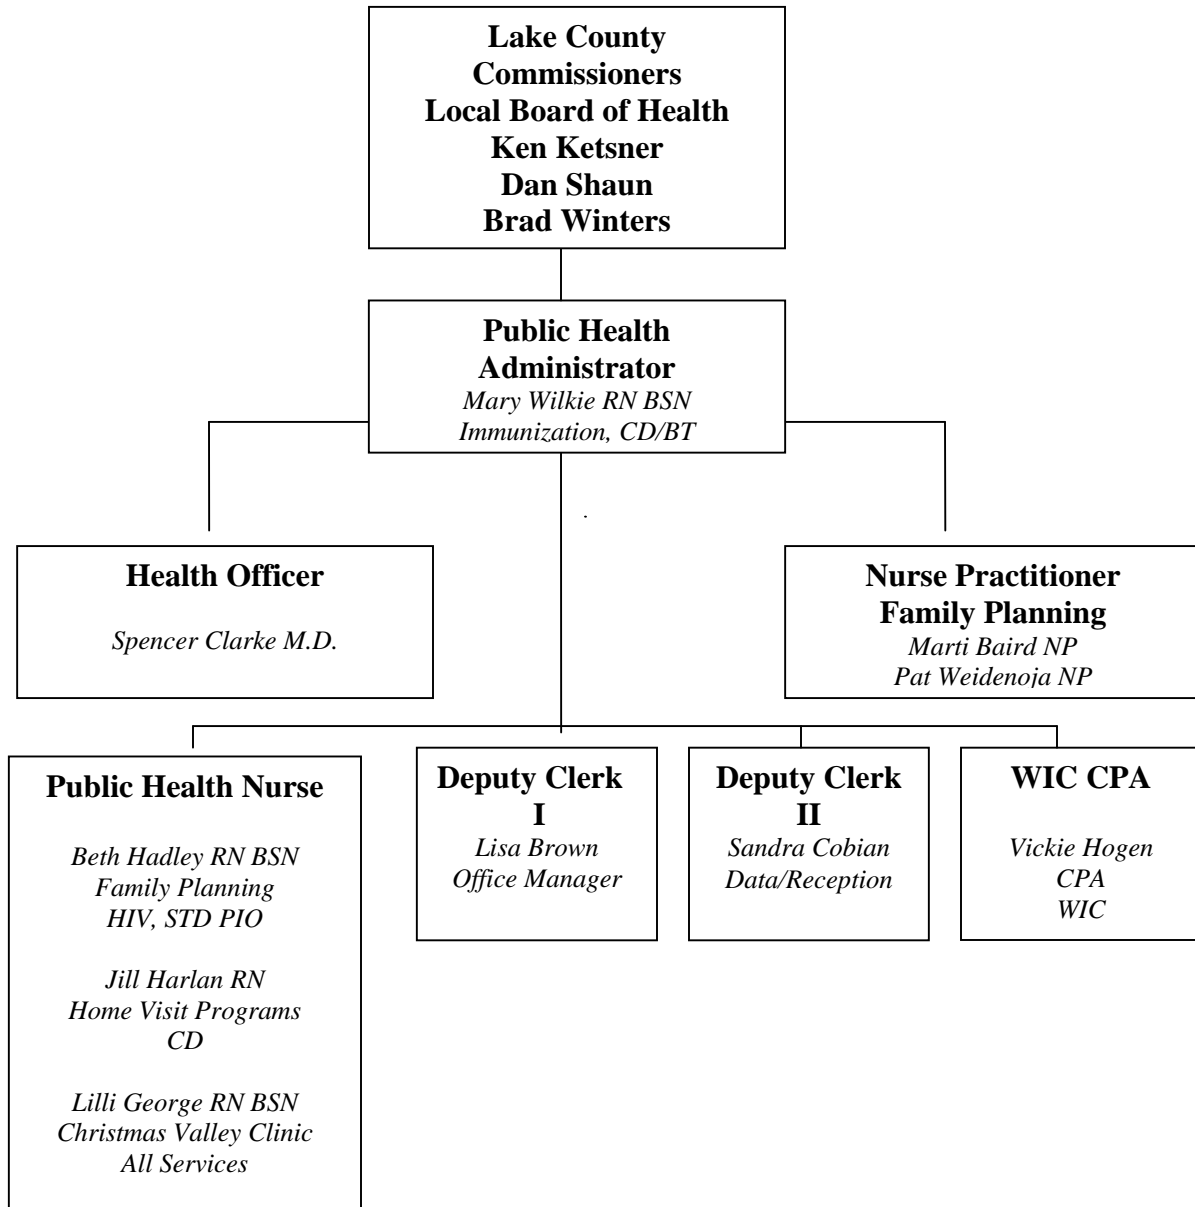 Lake County
Commissioners
Local Board of Health
Ken Ketsner
Dan Shaun
Brad Winters
Public Health
Administrator
Mary Wilkie RN BSN
Immunization, CD/BT
.
Health Officer
Spencer Clarke M.D.
Nurse Practitioner
Family Planning
Marti Baird NP
Pat Weidenoja NP
Public Health Nurse
Beth Hadley RN BSN
Family Planning
HIV, STD PIO
Jill Harlan RN
Home Visit Programs
CD
Lilli George RN BSN
Christmas Valley Clinic
All Services
Deputy Clerk
I
Lisa Brown
Office Manager
Deputy Clerk
II
Sandra Cobian
Data/Reception
WIC CPA
Vickie Hogen
CPA
WIC